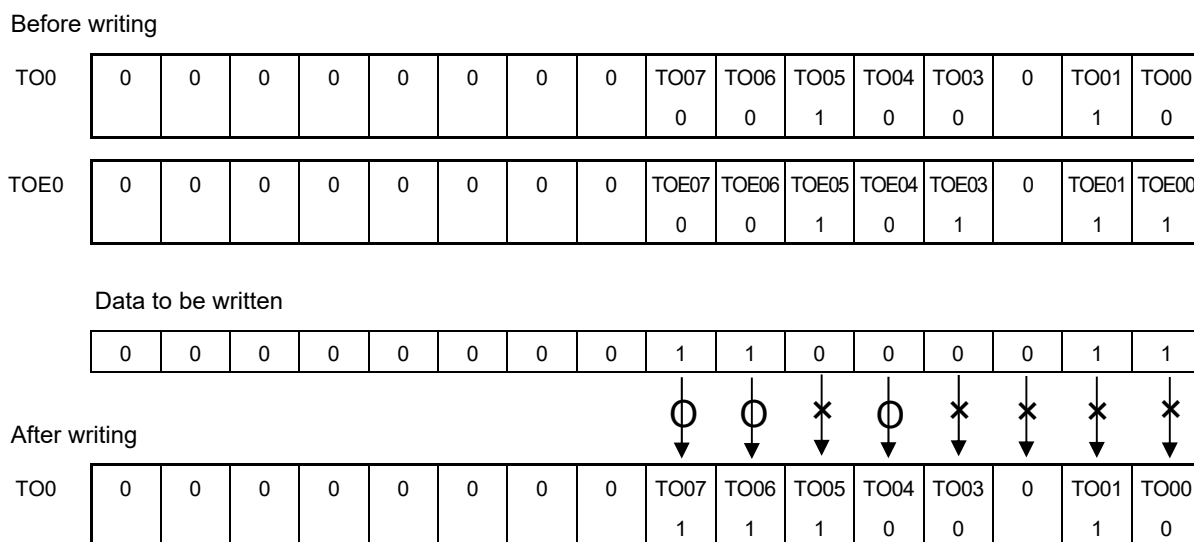 Before writing
TO0 0 0 0 0 0 0 0 0 TO07 TO06 TO05 TO04 TO03 0 TO01 TO00
0 0 1 0 0 1 0
TOE0 0 0 0 0 0 0 0 0 TOE07 TOE06 TOE05 TOE04 TOE03 0 TOE01 TOE00
0 0 1 0 1 1 1
Data to be written
0 0 0 0 0 0 0 0 1 1 0 0 0 0 1 1
O O × O × × × ×
After writing
TO0 0 0 0 0 0 0 0 0 TO07 TO06 TO05 TO04 TO03 0 TO01 TO00
1 1 1 0 0 1 0